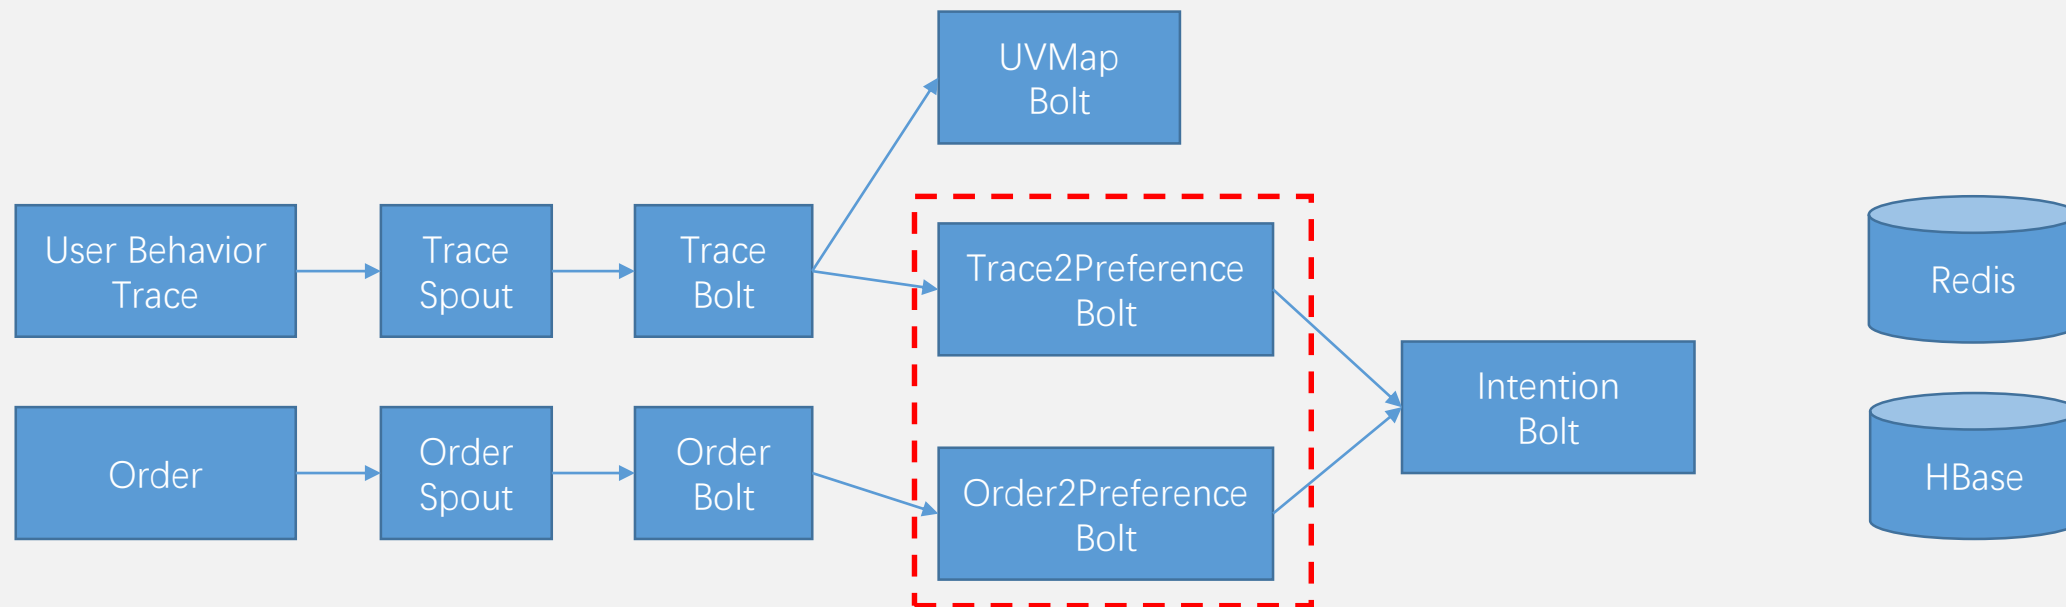 UVMap
Bolt
User Behavior
Trace
Trace
Spout
Trace
Bolt
Trace2Preference
Bolt
Redis
Intention
Bolt
Order
Order
Spout
Order
Bolt
Order2Preference
Bolt
HBase